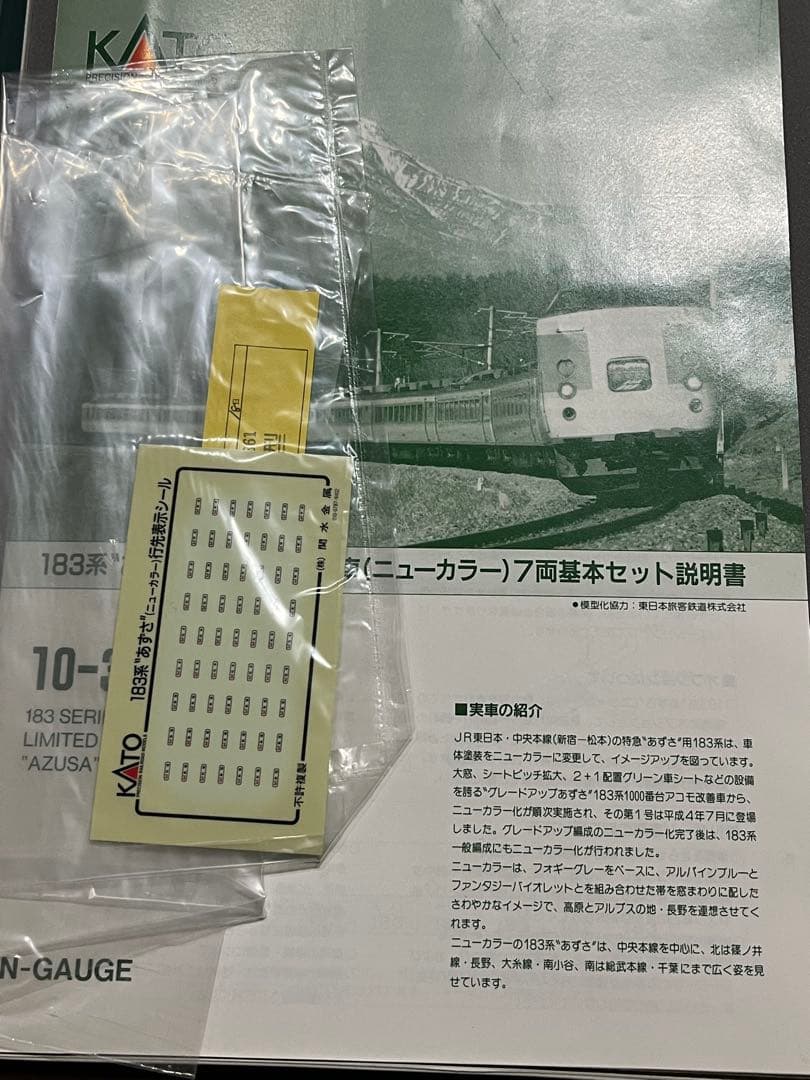 KAT
PRECISION
183系"
(ニューカラー)7両基本セット説明書
●模型化協力:東日本旅客鉄道株式会社
10-3
183 SERI
LIMITED
"AZUSA"
N-GAUGE
183系"あずさ"(ニューカラー)行先表示シール
(株)関水金属
KATO
不許複製
■実車の紹介
JR東日本・中央本線(新宿ー松本)の特急"あずさ"用183系は、車
体塗装をニューカラーに変更して、イメージアップを図っています。
大窓、シートピッチ拡大、2+1配置グリーン車シートなどの設備
を誇る"グレードアップあずさ"183系1000番台アコモ改善車から、
ニューカラー化が順次実施され、その第1号は平成4年7月に登場
しました。グレードアップ編成のニューカラー化完了後は、183系
一般編成にもニューカラー化が行われました。
ニューカラーは、フォギーグレーをベースに、アルパインブルーと
ファンタジーバイオレットとを組み合わせた帯を窓まわりに配した
さわやかなイメージで、高原とアルプスの地・長野を連想させてく
れます。
ニューカラーの183系"あずさ"は、中央本線を中心に、北は篠ノ井
線・長野、大糸線・南小谷、南は総武本線・千葉にまで広く姿を見
せています。